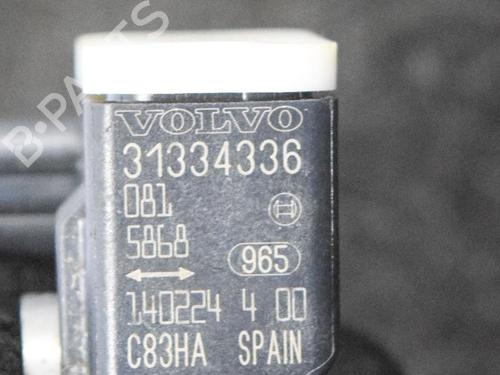 VOLVO
31334336
081
5868
965
140224 4 00
C83HA SPAIN
B-PARTS